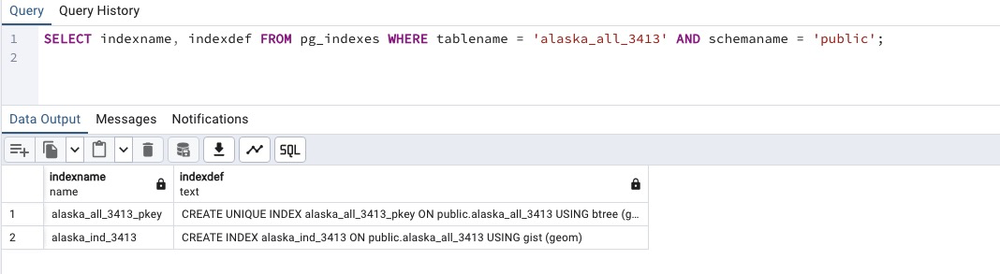 Query Query History
1 SELECT indexname, indexdef FROM pg_indexes WHERE tablename = 'alaska_all_3413' AND schemaname = 'public';
2
Data Output Messages Notifications
SQL
indexname indexdef
name text
1 alaska_all_3413_pkey CREATE UNIQUE INDEX alaska_all_3413_pkey ON public.alaska_all_3413 USING btree (g...
2 alaska_ind_3413 CREATE INDEX alaska_ind_3413 ON public.alaska_all_3413 USING gist (geom)